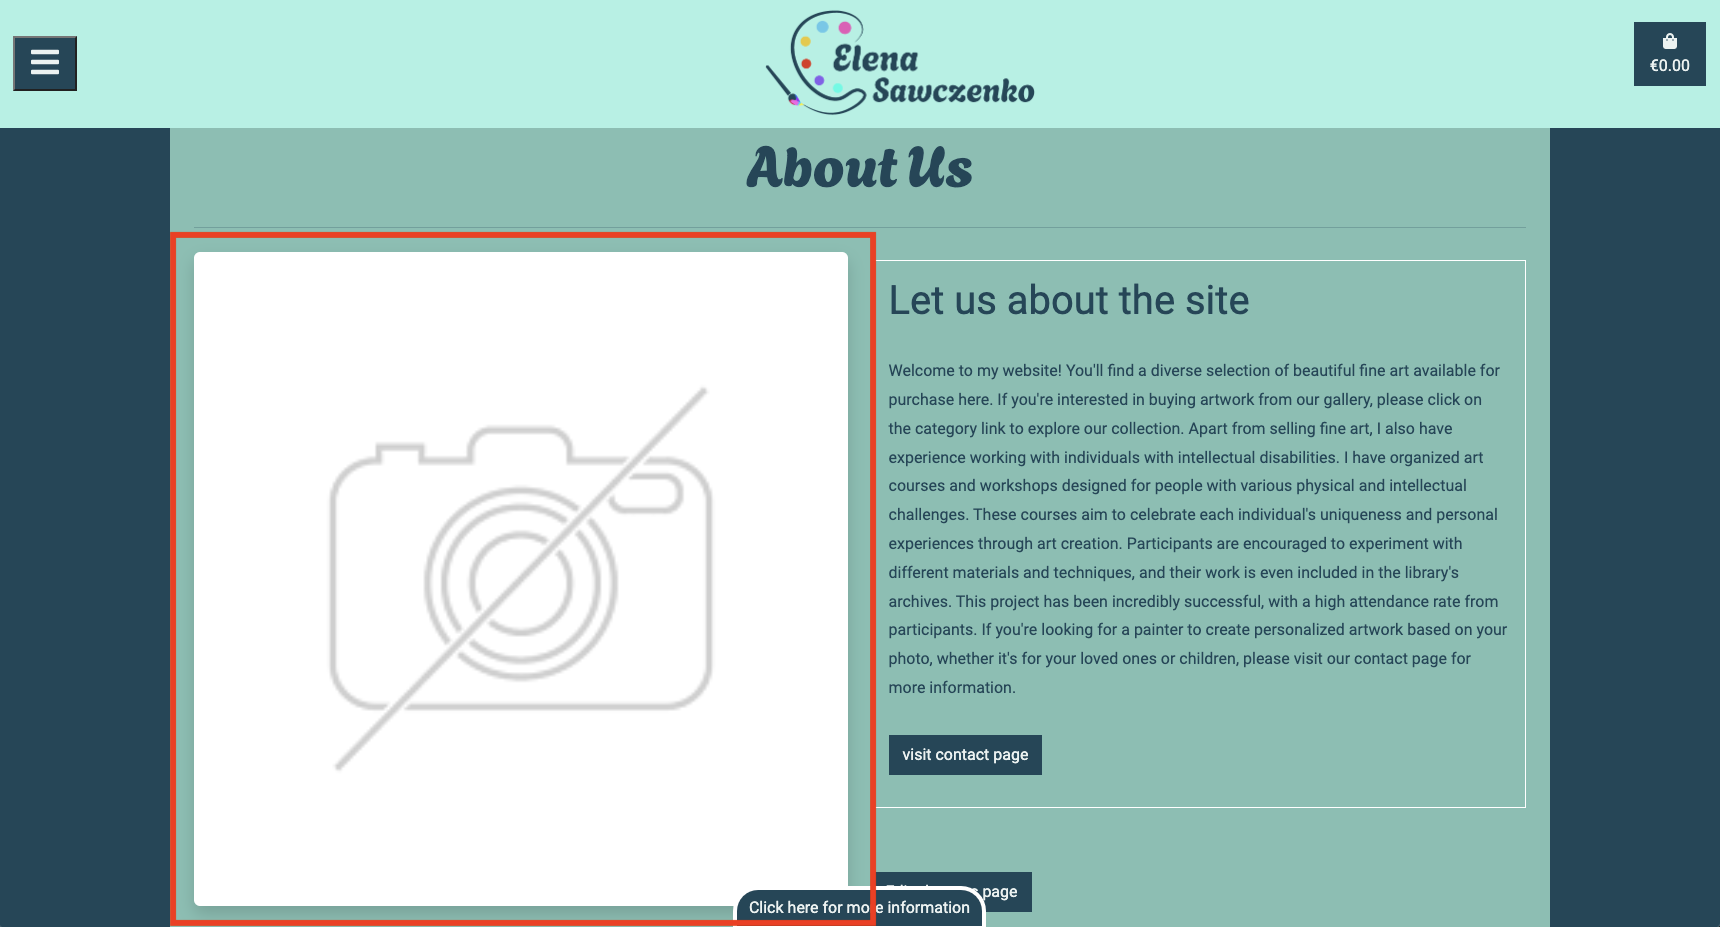 Elena
Sawczenko
€0.00
About Us
Let us about the site
Welcome to my website! You'll find a diverse selection of beautiful fine art available for
purchase here. If you're interested in buying artwork from our gallery, please click on
the category link to explore our collection. Apart from selling fine art, I also have
experience working with individuals with intellectual disabilities. I have organized art
courses and workshops designed for people with various physical and intellectual
challenges. These courses aim to celebrate each individual's uniqueness and personal
experiences through art creation. Participants are encouraged to experiment with
different materials and techniques, and their work is even included in the library's
archives. This project has been incredibly successful, with a high attendance rate from
participants. If you're looking for a painter to create personalized artwork based on your
photo, whether it's for your loved ones or children, please visit our contact page for
more information.
visit contact page
page
Click here for more information